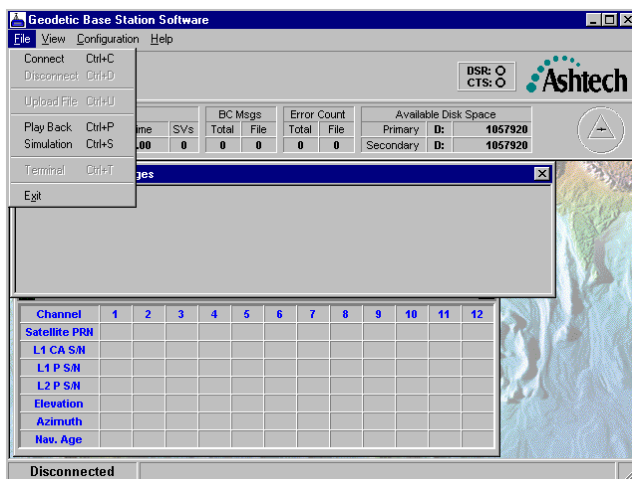 Geodetic Base Station Software
File View Configuration Help
Connect Ctrl+C
Disconnect Ctrl+D
Upload File Ctrl+U
Play Back Ctrl+P
Simulation Ctrl+S
Terminal Ctrl+T
Exit
DSR:
CTS:
Ashtech
BC Msgs Error Count Available Disk Space
ime SVs Total File Total File Primary D: 1057920
.00 0 0 0 0 0 Secondary D: 1057920
ges
Channel 1 2 3 4 5 6 7 8 9 10 11 12
Satellite PRN
L1 CA S/N
L1 P S/N
L2 P S/N
Elevation
Azimuth
Nav. Age
Disconnected